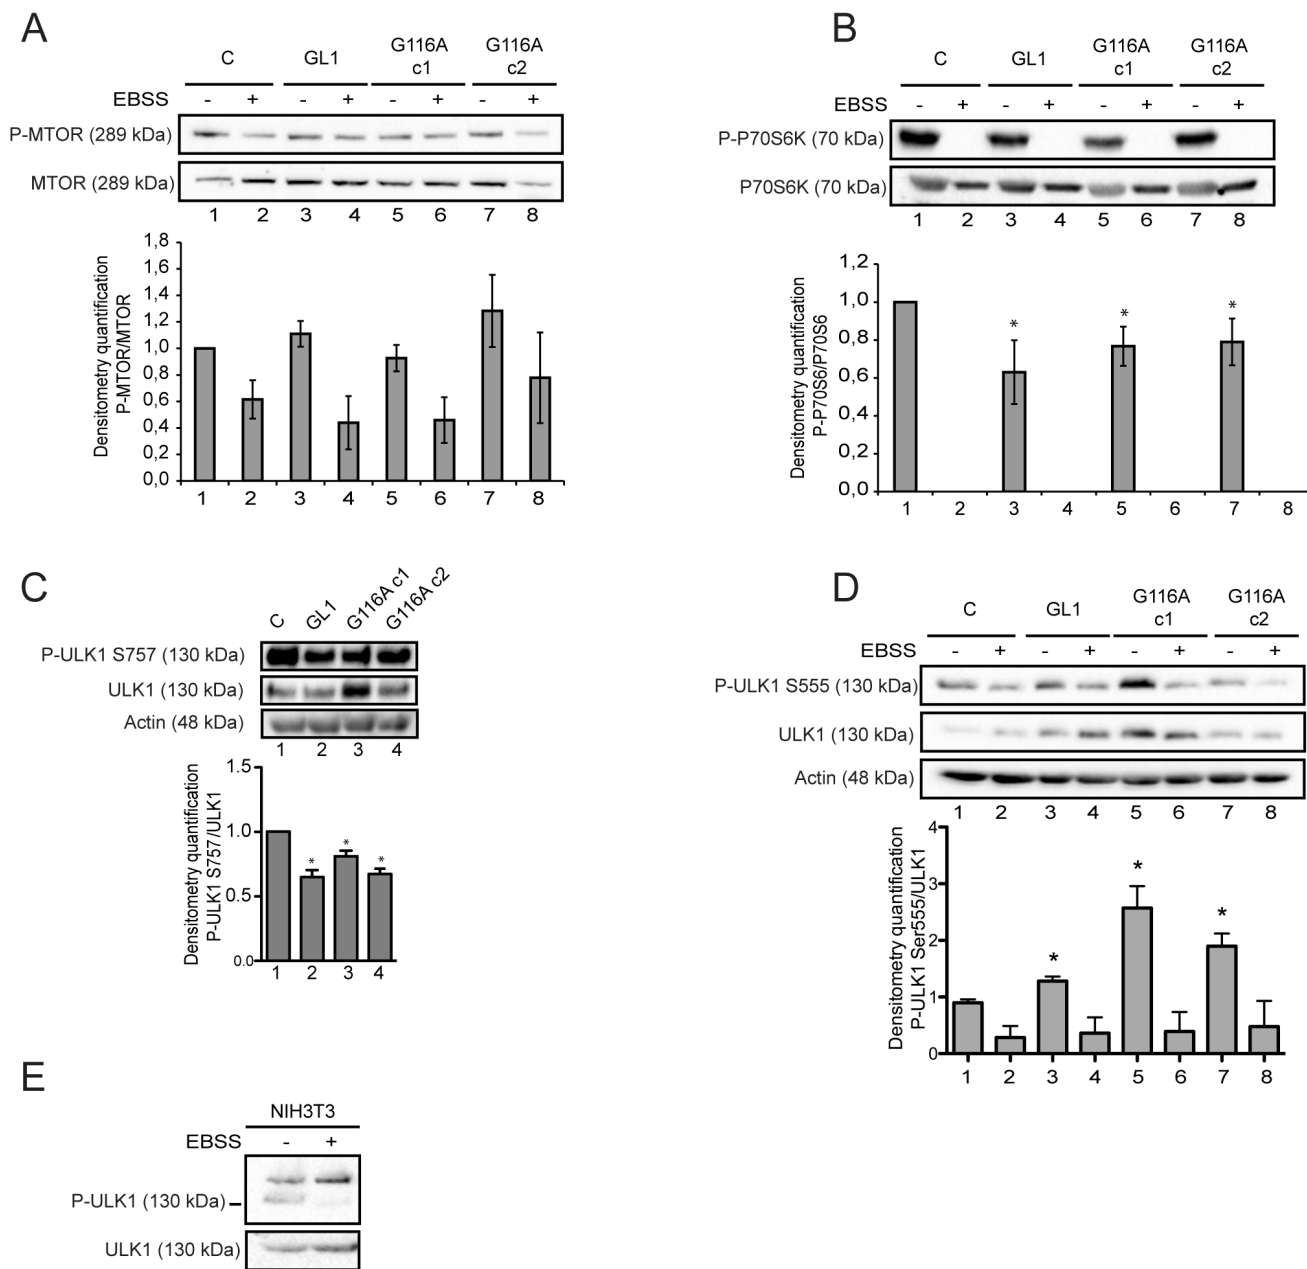 A
C GL1 G116A c1 G116A c2
EBSS - + - + - + - +
P-MTOR (289 kDa)
MTOR (289 kDa)
1 2 3 4 5 6 7 8
Densitometry quantification
P-MTOR/MTOR
1,8
1,6
1,4
1,2
1,0
0,8
0,6
0,4
0,2
0,0
1 2 3 4 5 6 7 8
B
C GL1 G116A c1 G116A c2
EBSS - + - + - + - +
P-P70S6K (70 kDa)
P70S6K (70 kDa)
1 2 3 4 5 6 7 8
Densitometry quantification
P-P70S6/P70S6
1,2
1,0
0,8
0,6
0,4
0,2
0,0
* * *
1 2 3 4 5 6 7 8
C
C GL1 G116A c1 G116A c2
P-ULK1 S757 (130 kDa)
ULK1 (130 kDa)
Actin (48 kDa)
1 2 3 4
Densitometry quantification
P-ULK1 S757/ULK1
1.5
1.0
0.5
0.0
* * *
1 2 3 4
D
C GL1 G116A c1 G116A c2
EBSS - + - + - + - +
P-ULK1 S555 (130 kDa)
ULK1 (130 kDa)
Actin (48 kDa)
1 2 3 4 5 6 7 8
Densitometry quantification
P-ULK1 Ser555/ULK1
4
3
2
1
0
* * *
1 2 3 4 5 6 7 8
E
NIH3T3
EBSS - +
P-ULK1 (130 kDa)
ULK1 (130 kDa)